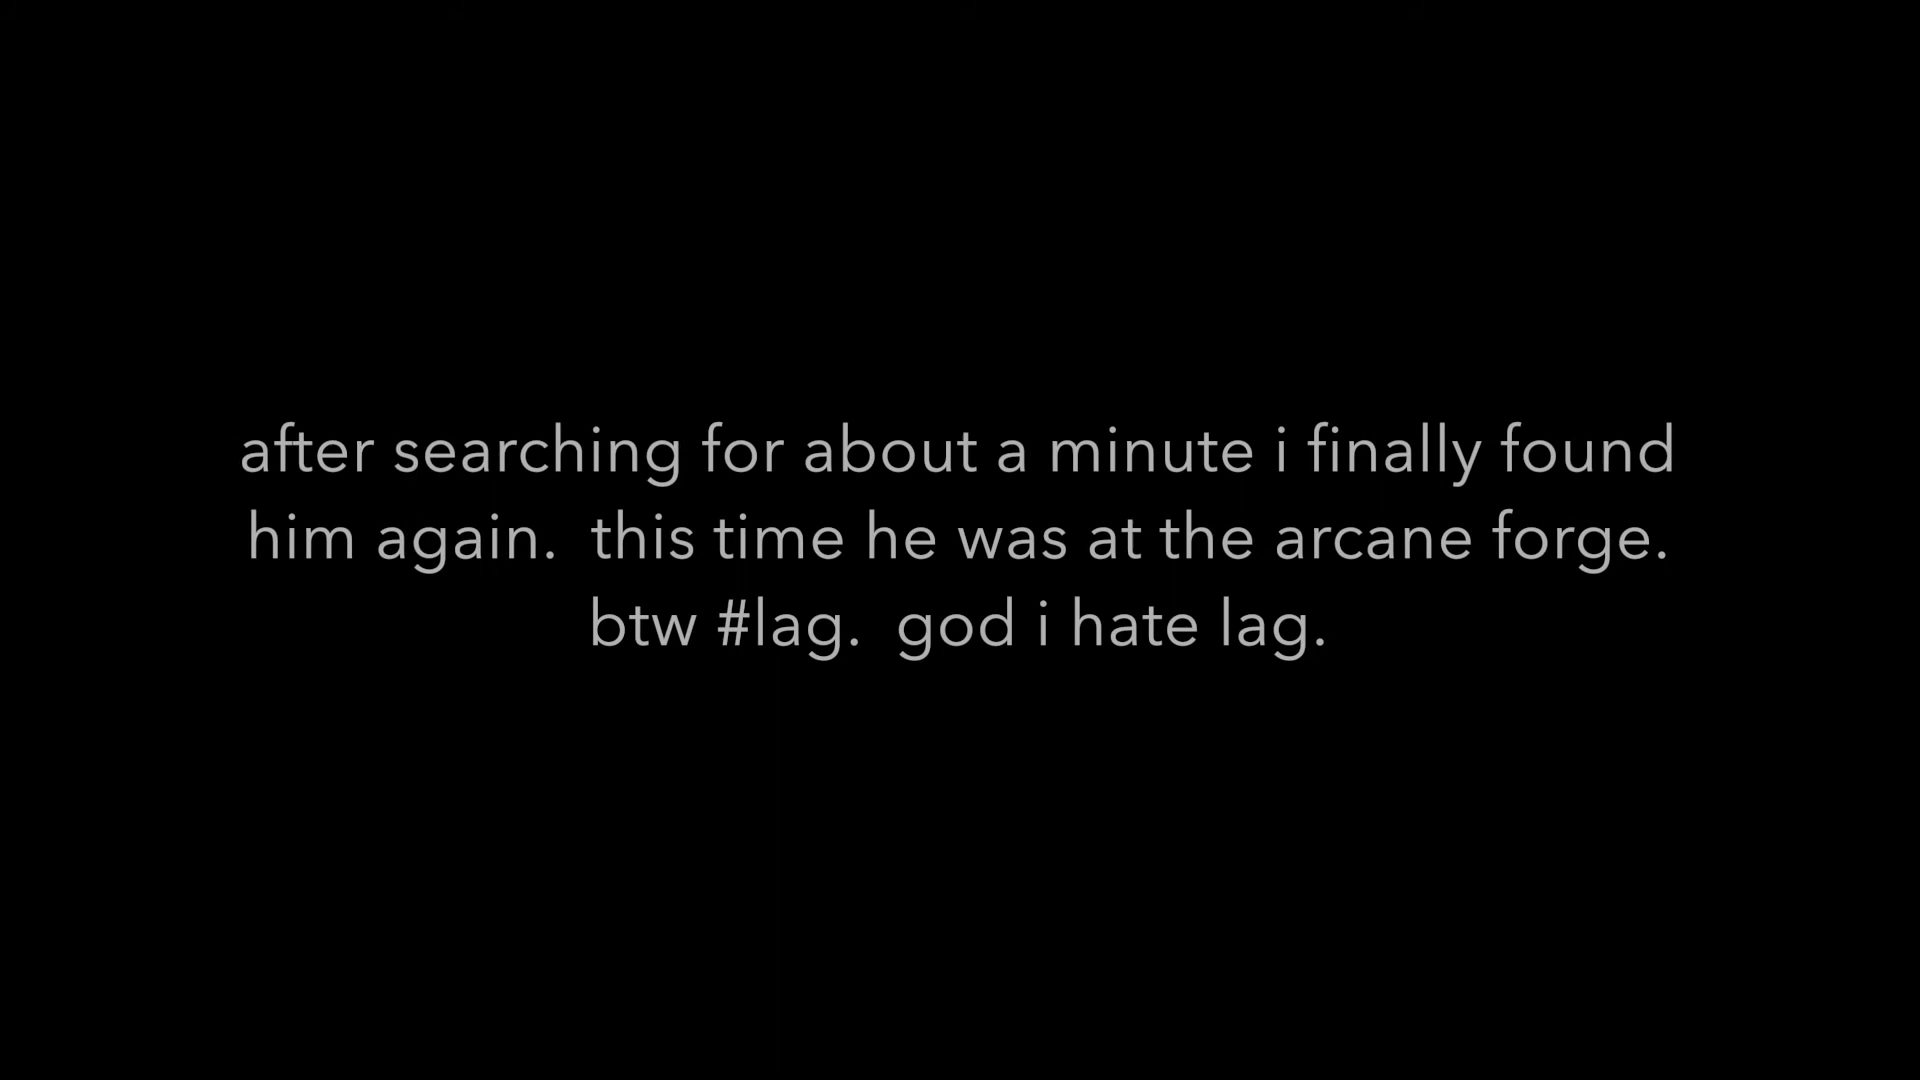 after searching for about a minute i finally found
him again.  this time he was at the arcane forge.
btw #lag.  god i hate lag.